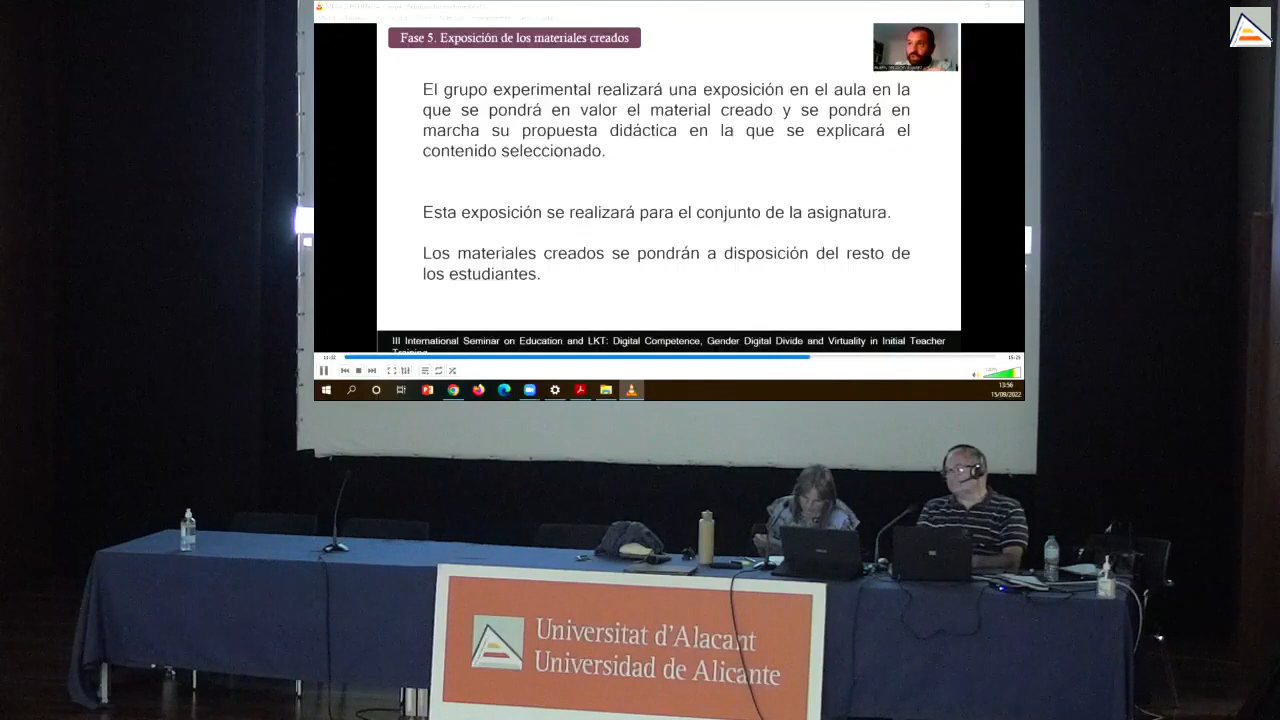 Fase 5. Exposición de los materiales creados
El grupo experimental realizará una exposición en el aula en la
que se pondrá en valor el material creado y se pondrá en
marcha su propuesta didáctica en la que se explicará el
contenido seleccionado.
Esta exposición se realizará para el conjunto de la asignatura.
Los materiales creados se pondrán a disposición del resto de
los estudiantes.
III International Seminar on Education and LKT: Digital Competence, Gender Digital Divide and Virtuality in Initial Teacher
Training
13:56
15/09/2022
Universitat d'Alacant
Universidad de Alicante